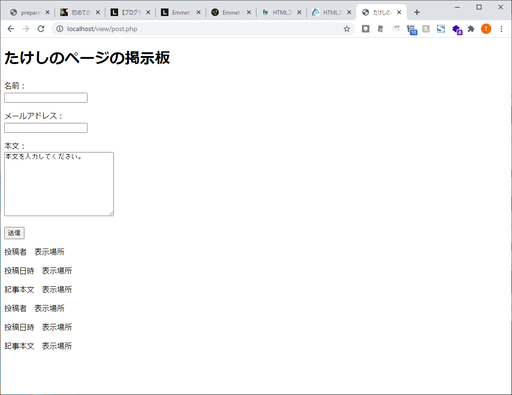 prepare
初めての
【プログラ
Emmet
Emmet
HTMLス
HTMLス
たけしの
localhost/view/post.php
10
4
T
たけしのページの掲示板
名前：
メールアドレス：
本文：
本文を入力してください。
送信
投稿者　表示場所
投稿日時　表示場所
記事本文　表示場所
投稿者　表示場所
投稿日時　表示場所
記事本文　表示場所